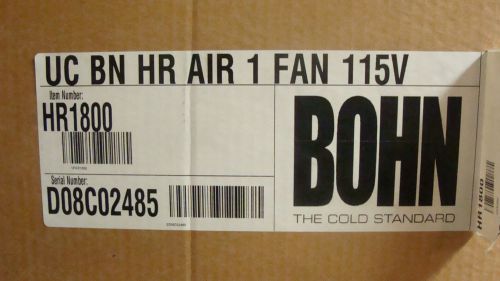 UC BN HR AIR 1 FAN 115V
Item Number:
HR1800
Serial Number:
D08C02485
BOHN
THE COLD STANDARD
HR1800